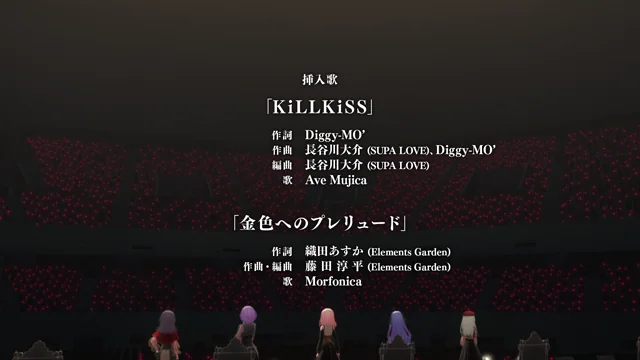 挿入歌
「KiLLKiSS」
作詞 Diggy-MO'
作曲 長谷川大介 (SUPA LOVE)、Diggy-MO'
編曲 長谷川大介 (SUPA LOVE)
歌 Ave Mujica
「金色へのプレリュード」
作詞 織田あすか (Elements Garden)
作曲・編曲 藤田淳平 (Elements Garden)
歌 Morfonica